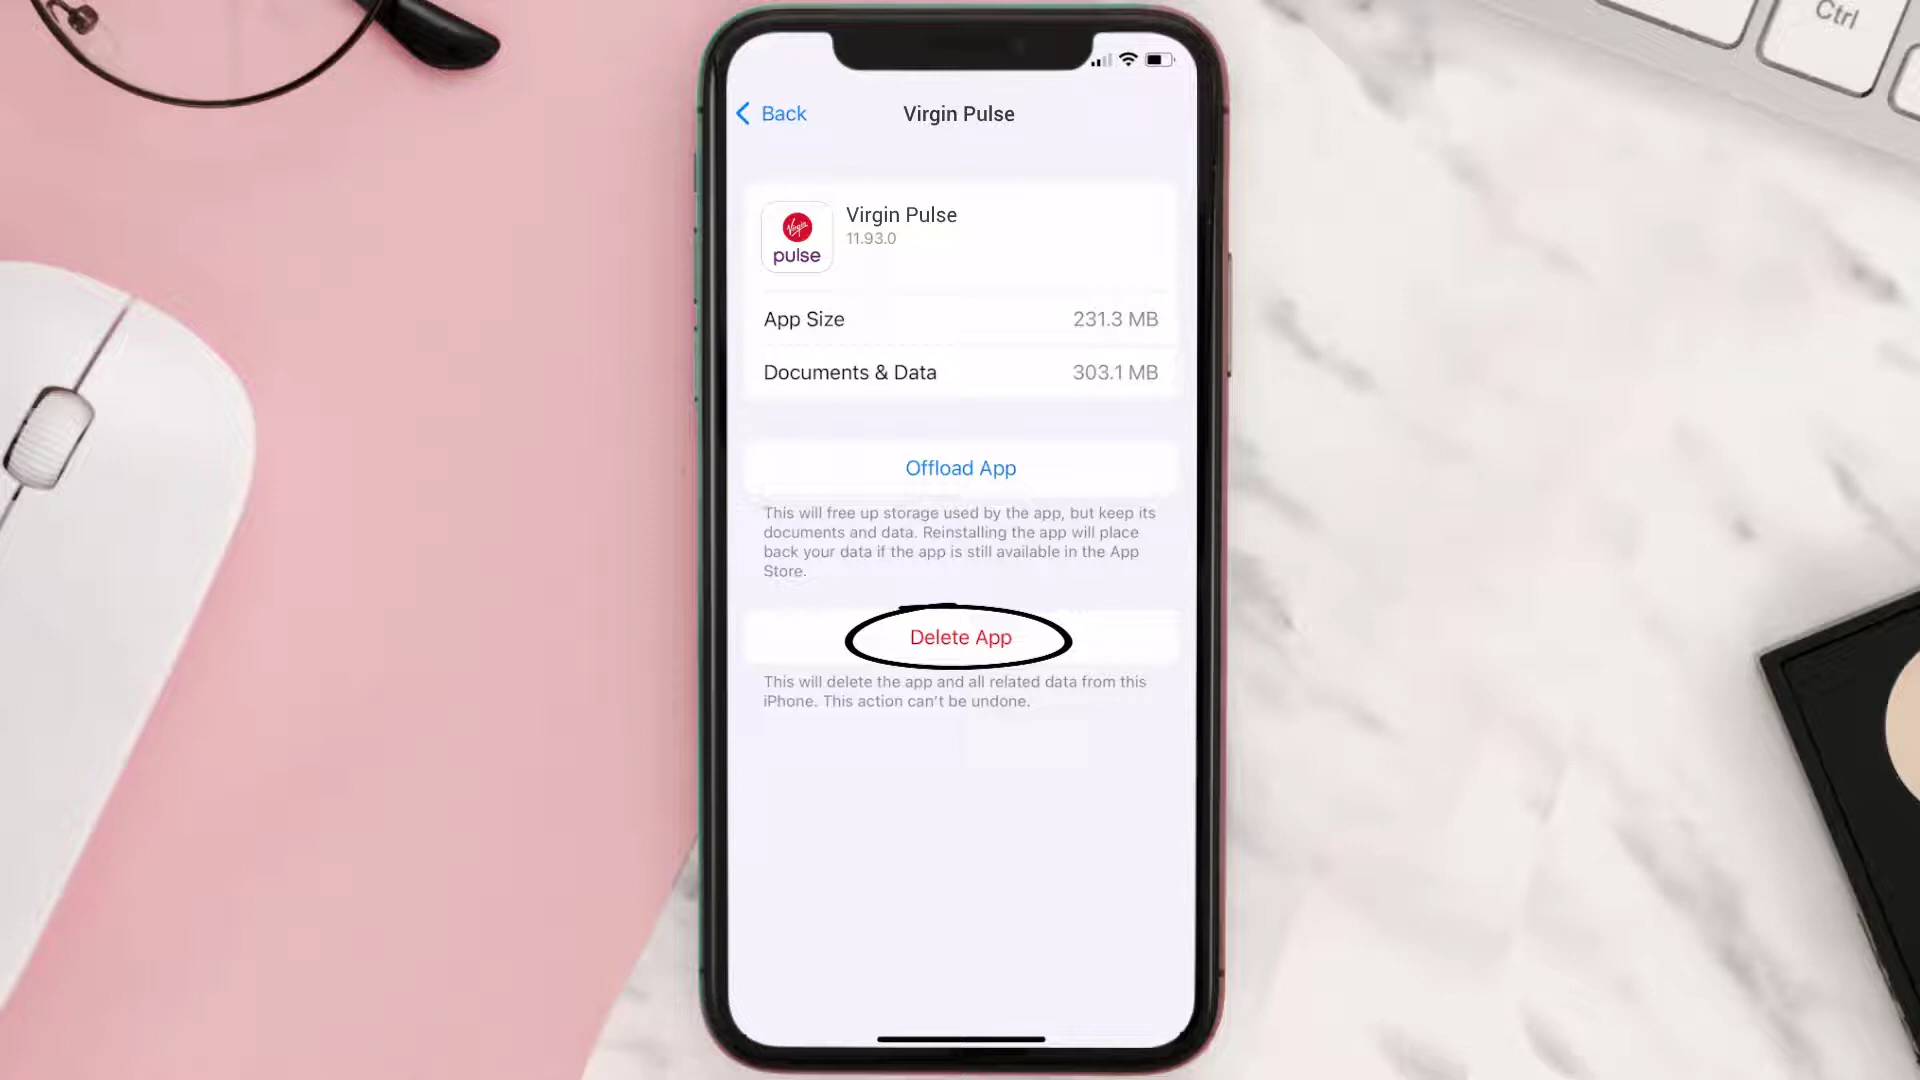 Ctrl
Back
Virgin Pulse
Virgin
pulse
Virgin Pulse
11.93.0
App Size 231.3 MB
Documents & Data 303.1 MB
Offload App
This will free up storage used by the app, but keep its
documents and data. Reinstalling the app will place
back your data if the app is still available in the App
Store.
Delete App
This will delete the app and all related data from this
iPhone. This action can't be undone.